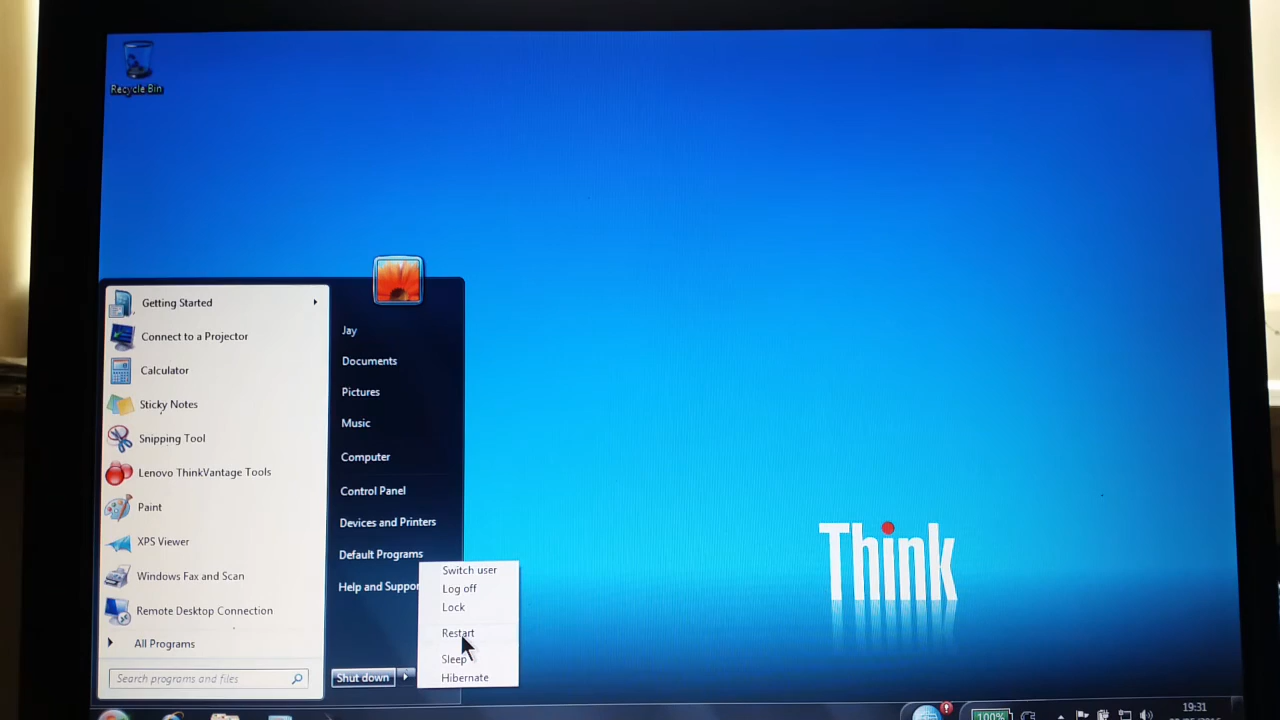 Recycle Bin
Getting Started
Connect to a Projector
Calculator
Sticky Notes
Snipping Tool
Lenovo ThinkVantage Tools
Paint
XPS Viewer
Windows Fax and Scan
Remote Desktop Connection
All Programs
Search programs and files
Jay
Documents
Pictures
Music
Computer
Control Panel
Devices and Printers
Default Programs
Help and Suppor
Shut down
Switch user
Log off
Lock
Restart
Sleep
Hibernate
Think
100%
19:31